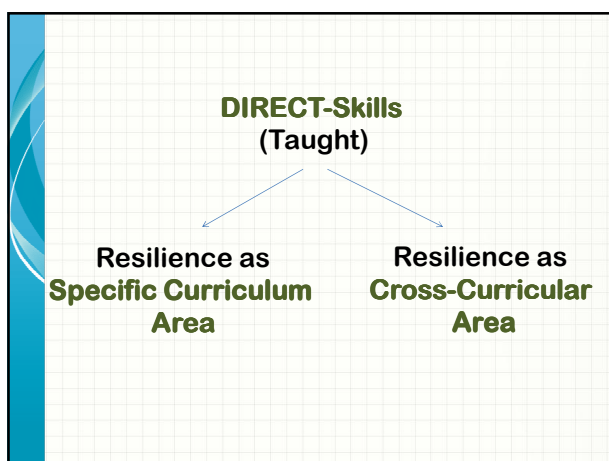 DIRECT-Skills
(Taught)
Resilience as
Specific Curriculum
Area
Resilience as
Cross-Curricular
Area